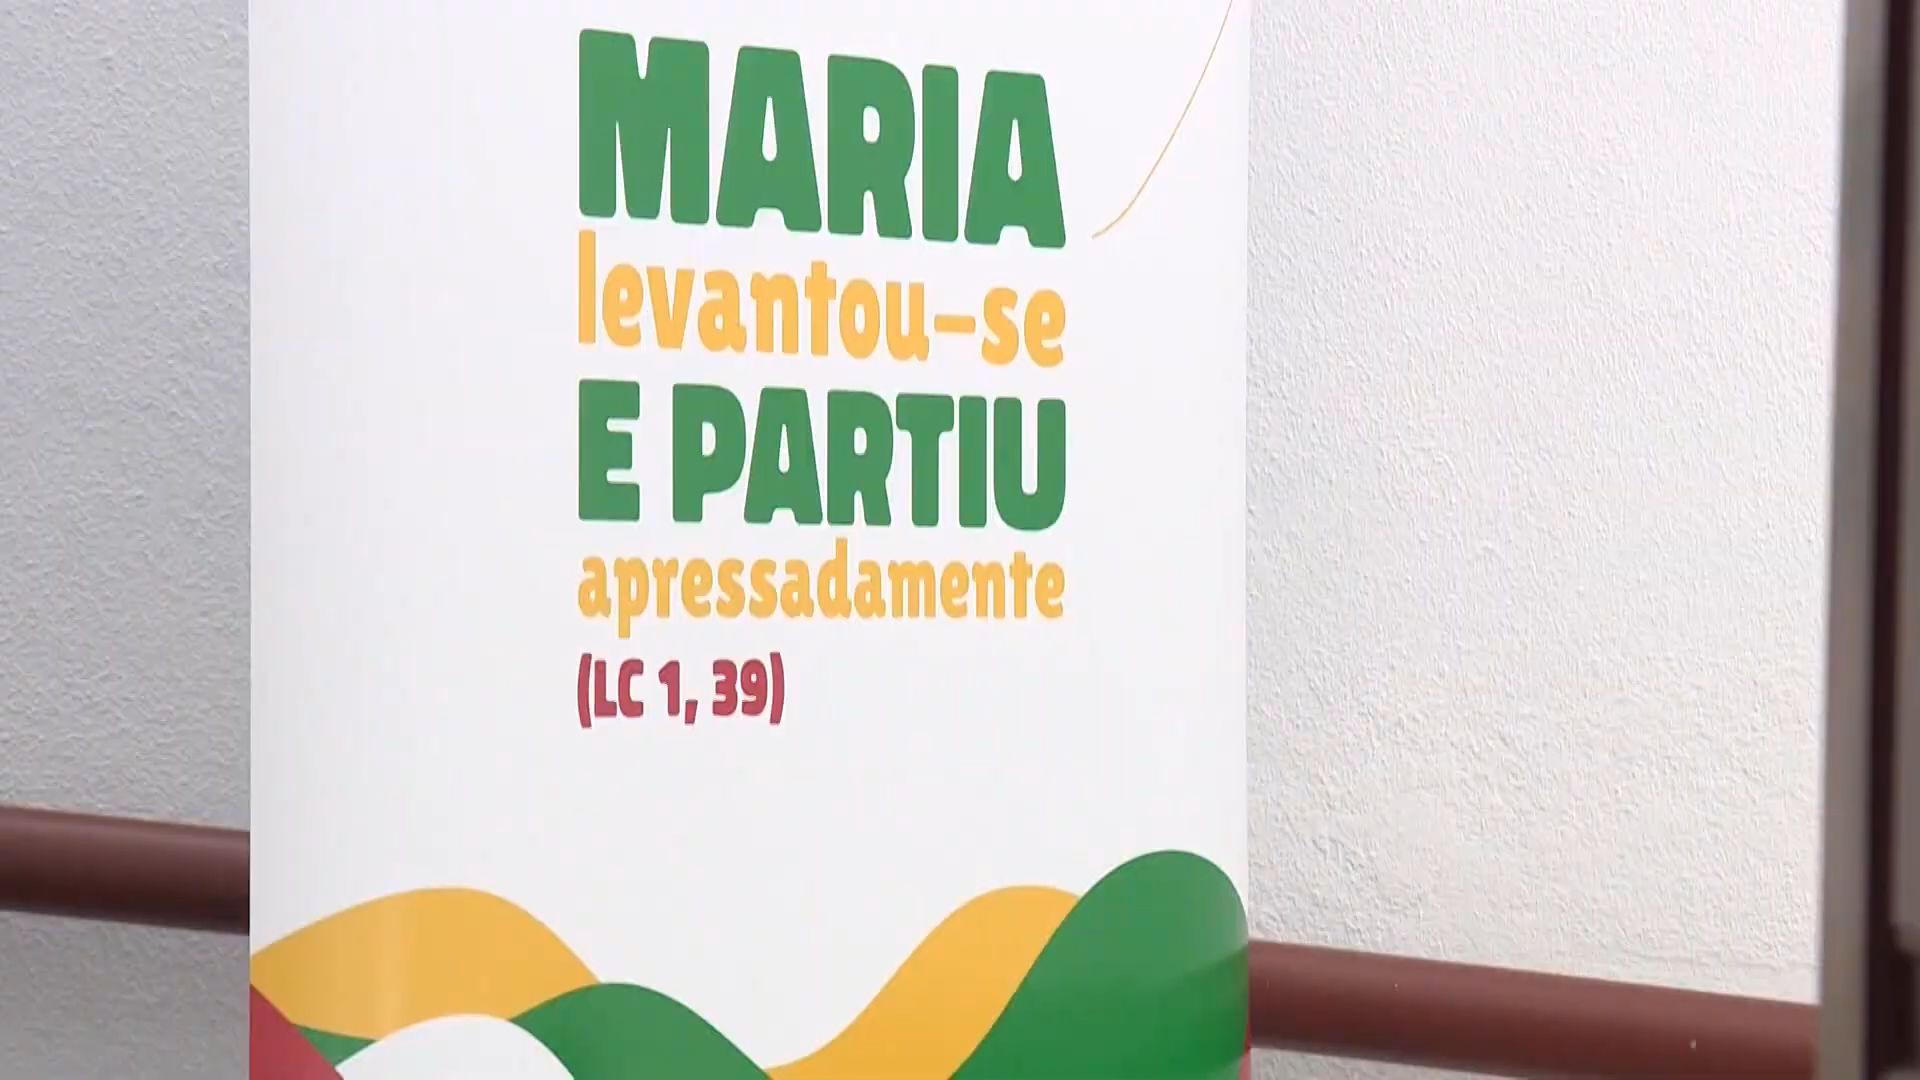 MARIA
levantou-se
E PARTIU
apressadamente
(LC 1, 39)